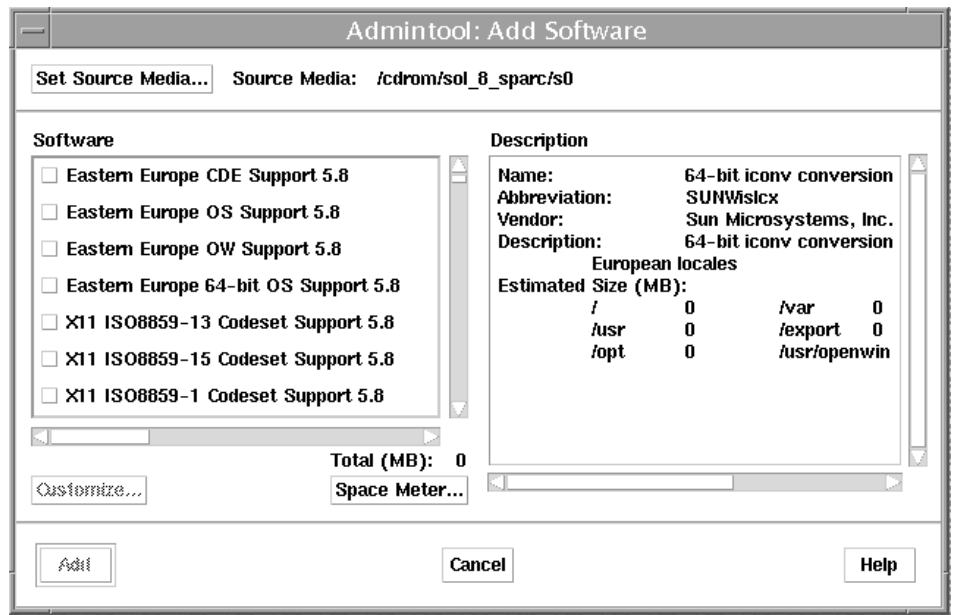 Admintool: Add Software
Set Source Media... Source Media: /cdrom/sol_8_sparc/s0
Software
Eastern Europe CDE Support 5.8
Eastern Europe OS Support 5.8
Eastern Europe OW Support 5.8
Eastern Europe 64-bit OS Support 5.8
X11 ISO8859-13 Codeset Support 5.8
X11 ISO8859-15 Codeset Support 5.8
X11 ISO8859-1 Codeset Support 5.8
Total (MB): 0
Customize... Space Meter...
Description
Name: 64-bit iconv conversion
Abbreviation: SUNWislcx
Vendor: Sun Microsystems, Inc.
Description: 64-bit iconv conversion
European locales
Estimated Size (MB):
/ 0 /var 0
/usr 0 /export 0
/opt 0 /usr/openwin
Add Cancel Help